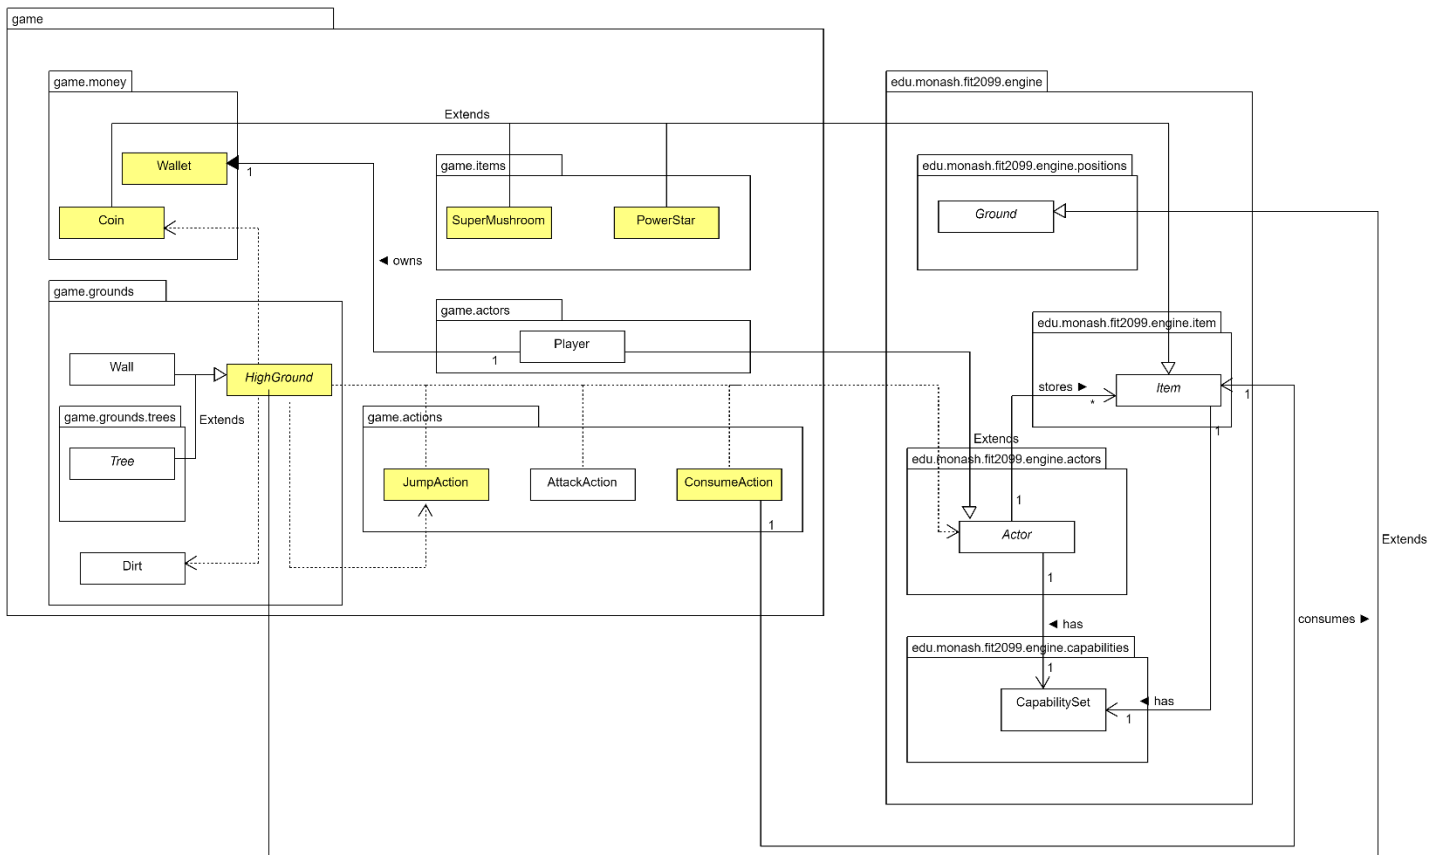 game
game.money
edu.monash.fit2099.engine
Extends
Wallet
1
game.items
edu.monash.fit2099.engine.positions
Coin
SuperMushroom
PowerStar
Ground
◄ owns
game.grounds
game.actors
edu.monash.fit2099.engine.item
Player
1
Wall
HighGround
Item
stores ►
*
1
game.grounds.trees
Extends
game.actions
1
Extends
edu.monash.fit2099.engine.actors
Tree
JumpAction
AttackAction
ConsumeAction
1
1
Actor
Extends
Dirt
1
consumes ►
◄ has
edu.monash.fit2099.engine.capabilities
1
CapabilitySet
◄ has
1